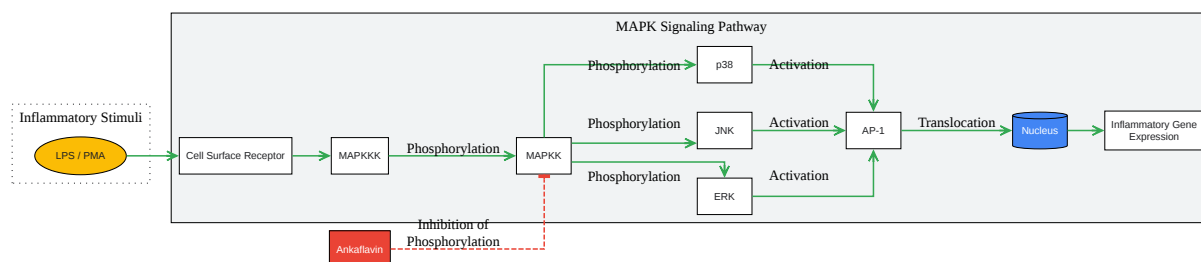 MAPK Signaling Pathway
Inflammatory Stimuli
LPS / PMA
Cell Surface Receptor
MAPKKK
Phosphorylation
MAPKK
Phosphorylation
p38
Activation
Phosphorylation
JNK
Activation
Phosphorylation
ERK
Activation
AP-1
Translocation
Nucleus
Inflammatory Gene
Expression
Ankaflavin
Inhibition of
Phosphorylation